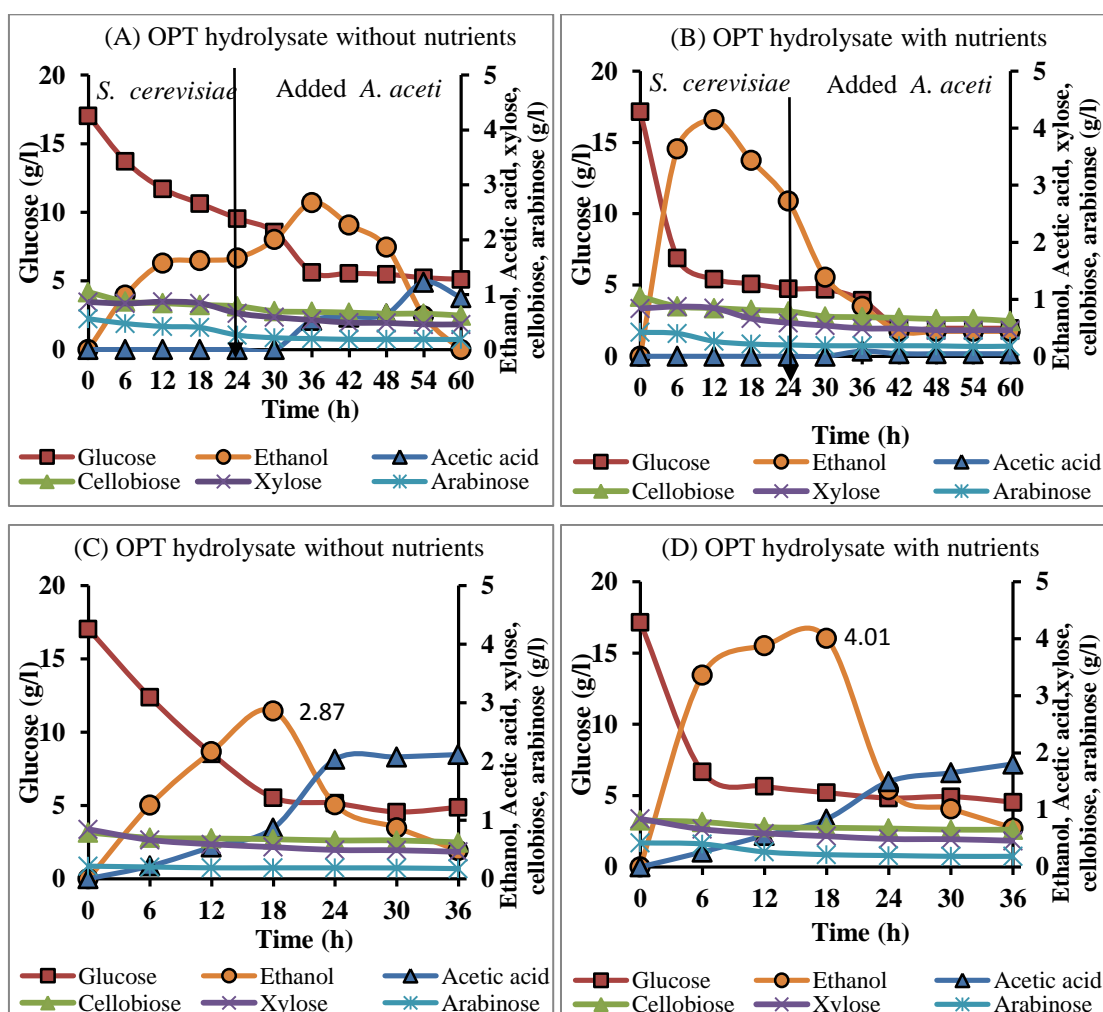 (A) OPT hydrolysate without nutrients
S. cerevisiae
Added A. aceti
20
15
10
5
0
Glucose (g/l)
5
4
3
2
1
0
Ethanol, Acetic acid, xylose,
cellobiose, arabinose (g/l)
0 6 12 18 24 30 36 42 48 54 60
Time (h)
Glucose Ethanol Acetic acid
Cellobiose Xylose Arabinose
(B) OPT hydrolysate with nutrients
S. cerevisiae
Added A. aceti
20
15
10
5
0
Glucose (g/l)
5
4
3
2
1
0
Ethanol, Acetic acid, xylose,
cellobiose, arabionse (g/l)
0 6 12 18 24 30 36 42 48 54 60
Time (h)
Glucose Ethanol Acetic acid
Cellobiose Xylose Arabinose
(C) OPT hydrolysate without nutrients
20
15
10
5
0
Glucose (g/l)
2.87
5
4
3
2
1
0
Ethanol, Acetic acid, xylose,
cellobiose, arabinose (g/l)
0 6 12 18 24 30 36
Time (h)
Glucose Ethanol Acetic acid
Cellobiose Xylose Arabinose
(D) OPT hydrolysate with nutrients
20
15
10
5
0
Glucose (g/l)
4.01
5
4
3
2
1
0
Ethanol, Acetic acid,xylose,
cellobiose, arabinose (g/l)
0 6 12 18 24 30 36
Time (h)
Glucose Ethanol Acetic acid
Cellobiose Xylose Arabinose